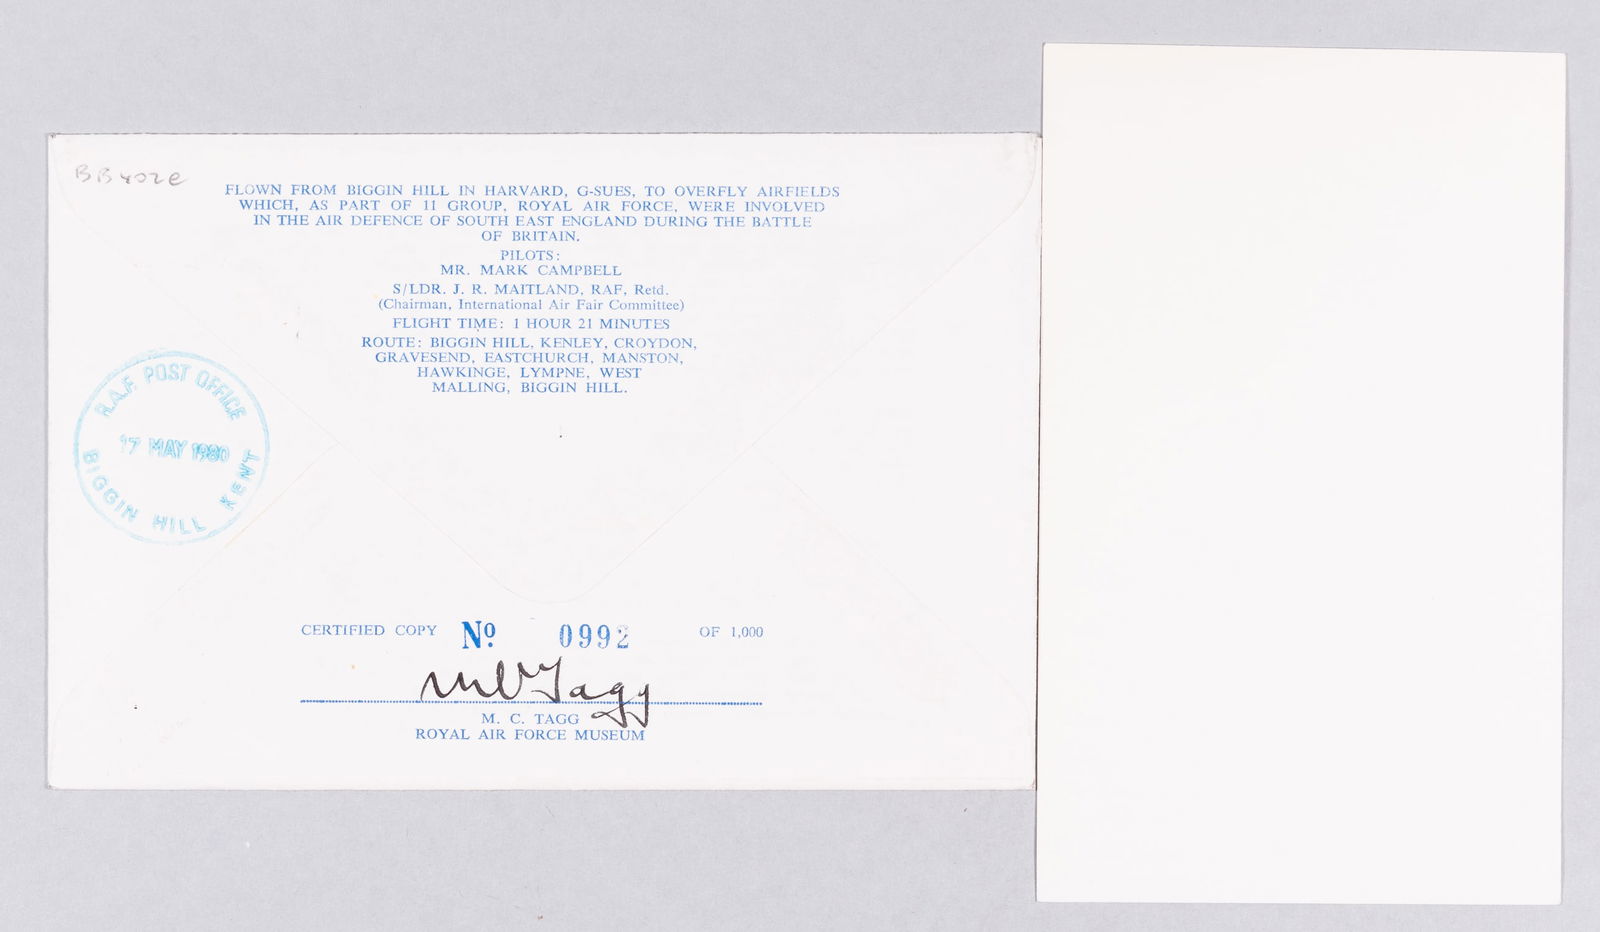 BB402e
FLOWN FROM BIGGIN HILL IN HARVARD, G-SUES, TO OVERFLY AIRFIELDS
WHICH, AS PART OF 11 GROUP, ROYAL AIR FORCE, WERE INVOLVED
IN THE AIR DEFENCE OF SOUTH EAST ENGLAND DURING THE BATTLE
OF BRITAIN.
PILOTS:
MR. MARK CAMPBELL
S/LDR. J. R. MAITLAND, RAF, Retd.
(Chairman, International Air Fair Committee)
FLIGHT TIME: 1 HOUR 21 MINUTES
ROUTE: BIGGIN HILL, KENLEY, CROYDON,
GRAVESEND, EASTCHURCH, MANSTON,
HAWKINGE, LYMPNE, WEST
MALLING, BIGGIN HILL.
R.A.F. POST OFFICE
17 MAY 1980
BIGGIN HILL KENT
CERTIFIED COPY No. 0992 OF 1,000
M C Tagg
M. C. TAGG
ROYAL AIR FORCE MUSEUM